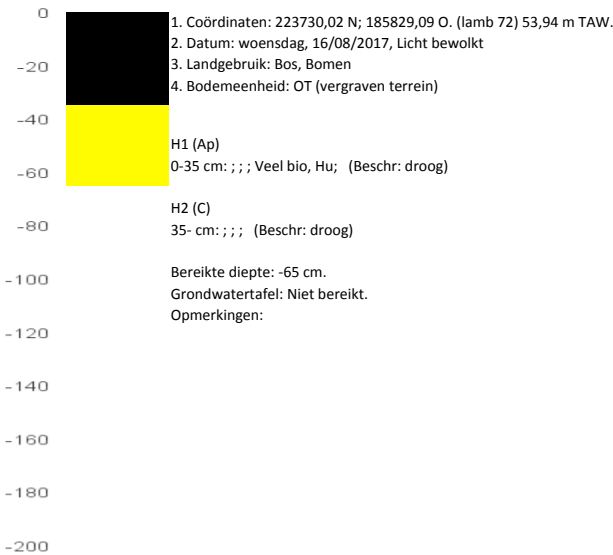 0
-20
-40
-60
-80
-100
-120
-140
-160
-180
-200
1. Coördinaten: 223730,02 N; 185829,09 O. (lamb 72) 53,94 m TAW.
2. Datum: woensdag, 16/08/2017, Licht bewolkt
3. Landgebruik: Bos, Bomen
4. Bodemeenheid: OT (vergraven terrein)
H1 (Ap)
0-35 cm: ; ; ; Veel bio, Hu; (Beschr: droog)
H2 (C)
35- cm: ; ; ; (Beschr: droog)
Bereikte diepte: -65 cm.
Grondwatertafel: Niet bereikt.
Opmerkingen: